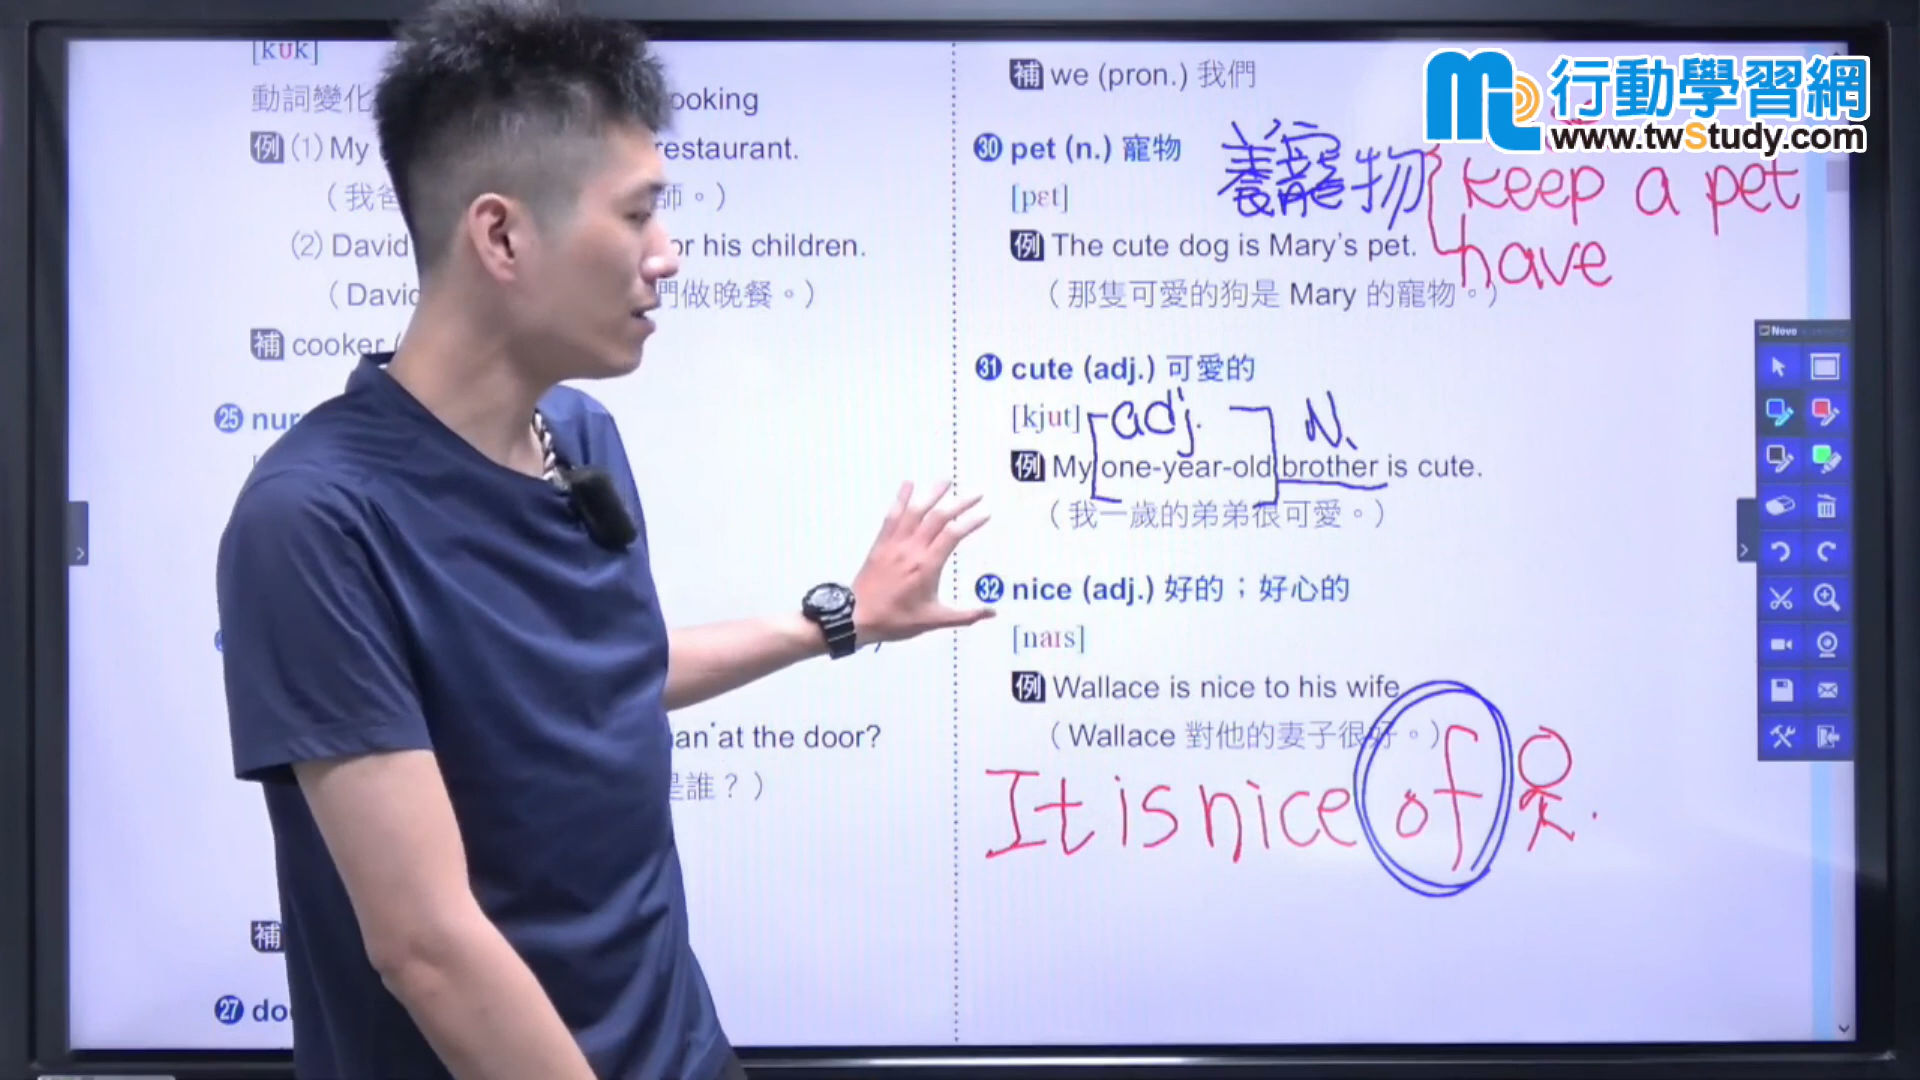 [kʊk]
動詞變化
ooking
例 (1) My
restaurant.
(我爸
師。)
(2) David
or his children.
(David
們做晚餐。)
補 cooker
25 nur
an at the door?
是誰?)
補
27 do
補 we (pron.) 我們
30 pet (n.) 寵物
[pɛt]
養寵物
keep a pet
have
例 The cute dog is Mary's pet.
(那隻可愛的狗是 Mary 的寵物。)
31 cute (adj.) 可愛的
[kjut]
adj.
N.
例 My one-year-old brother is cute.
(我一歲的弟弟很可愛。)
32 nice (adj.) 好的;好心的
[naɪs]
例 Wallace is nice to his wife.
(Wallace 對他的妻子很好。)
It is nice of
行動學習網
www.twStudy.com
Novo